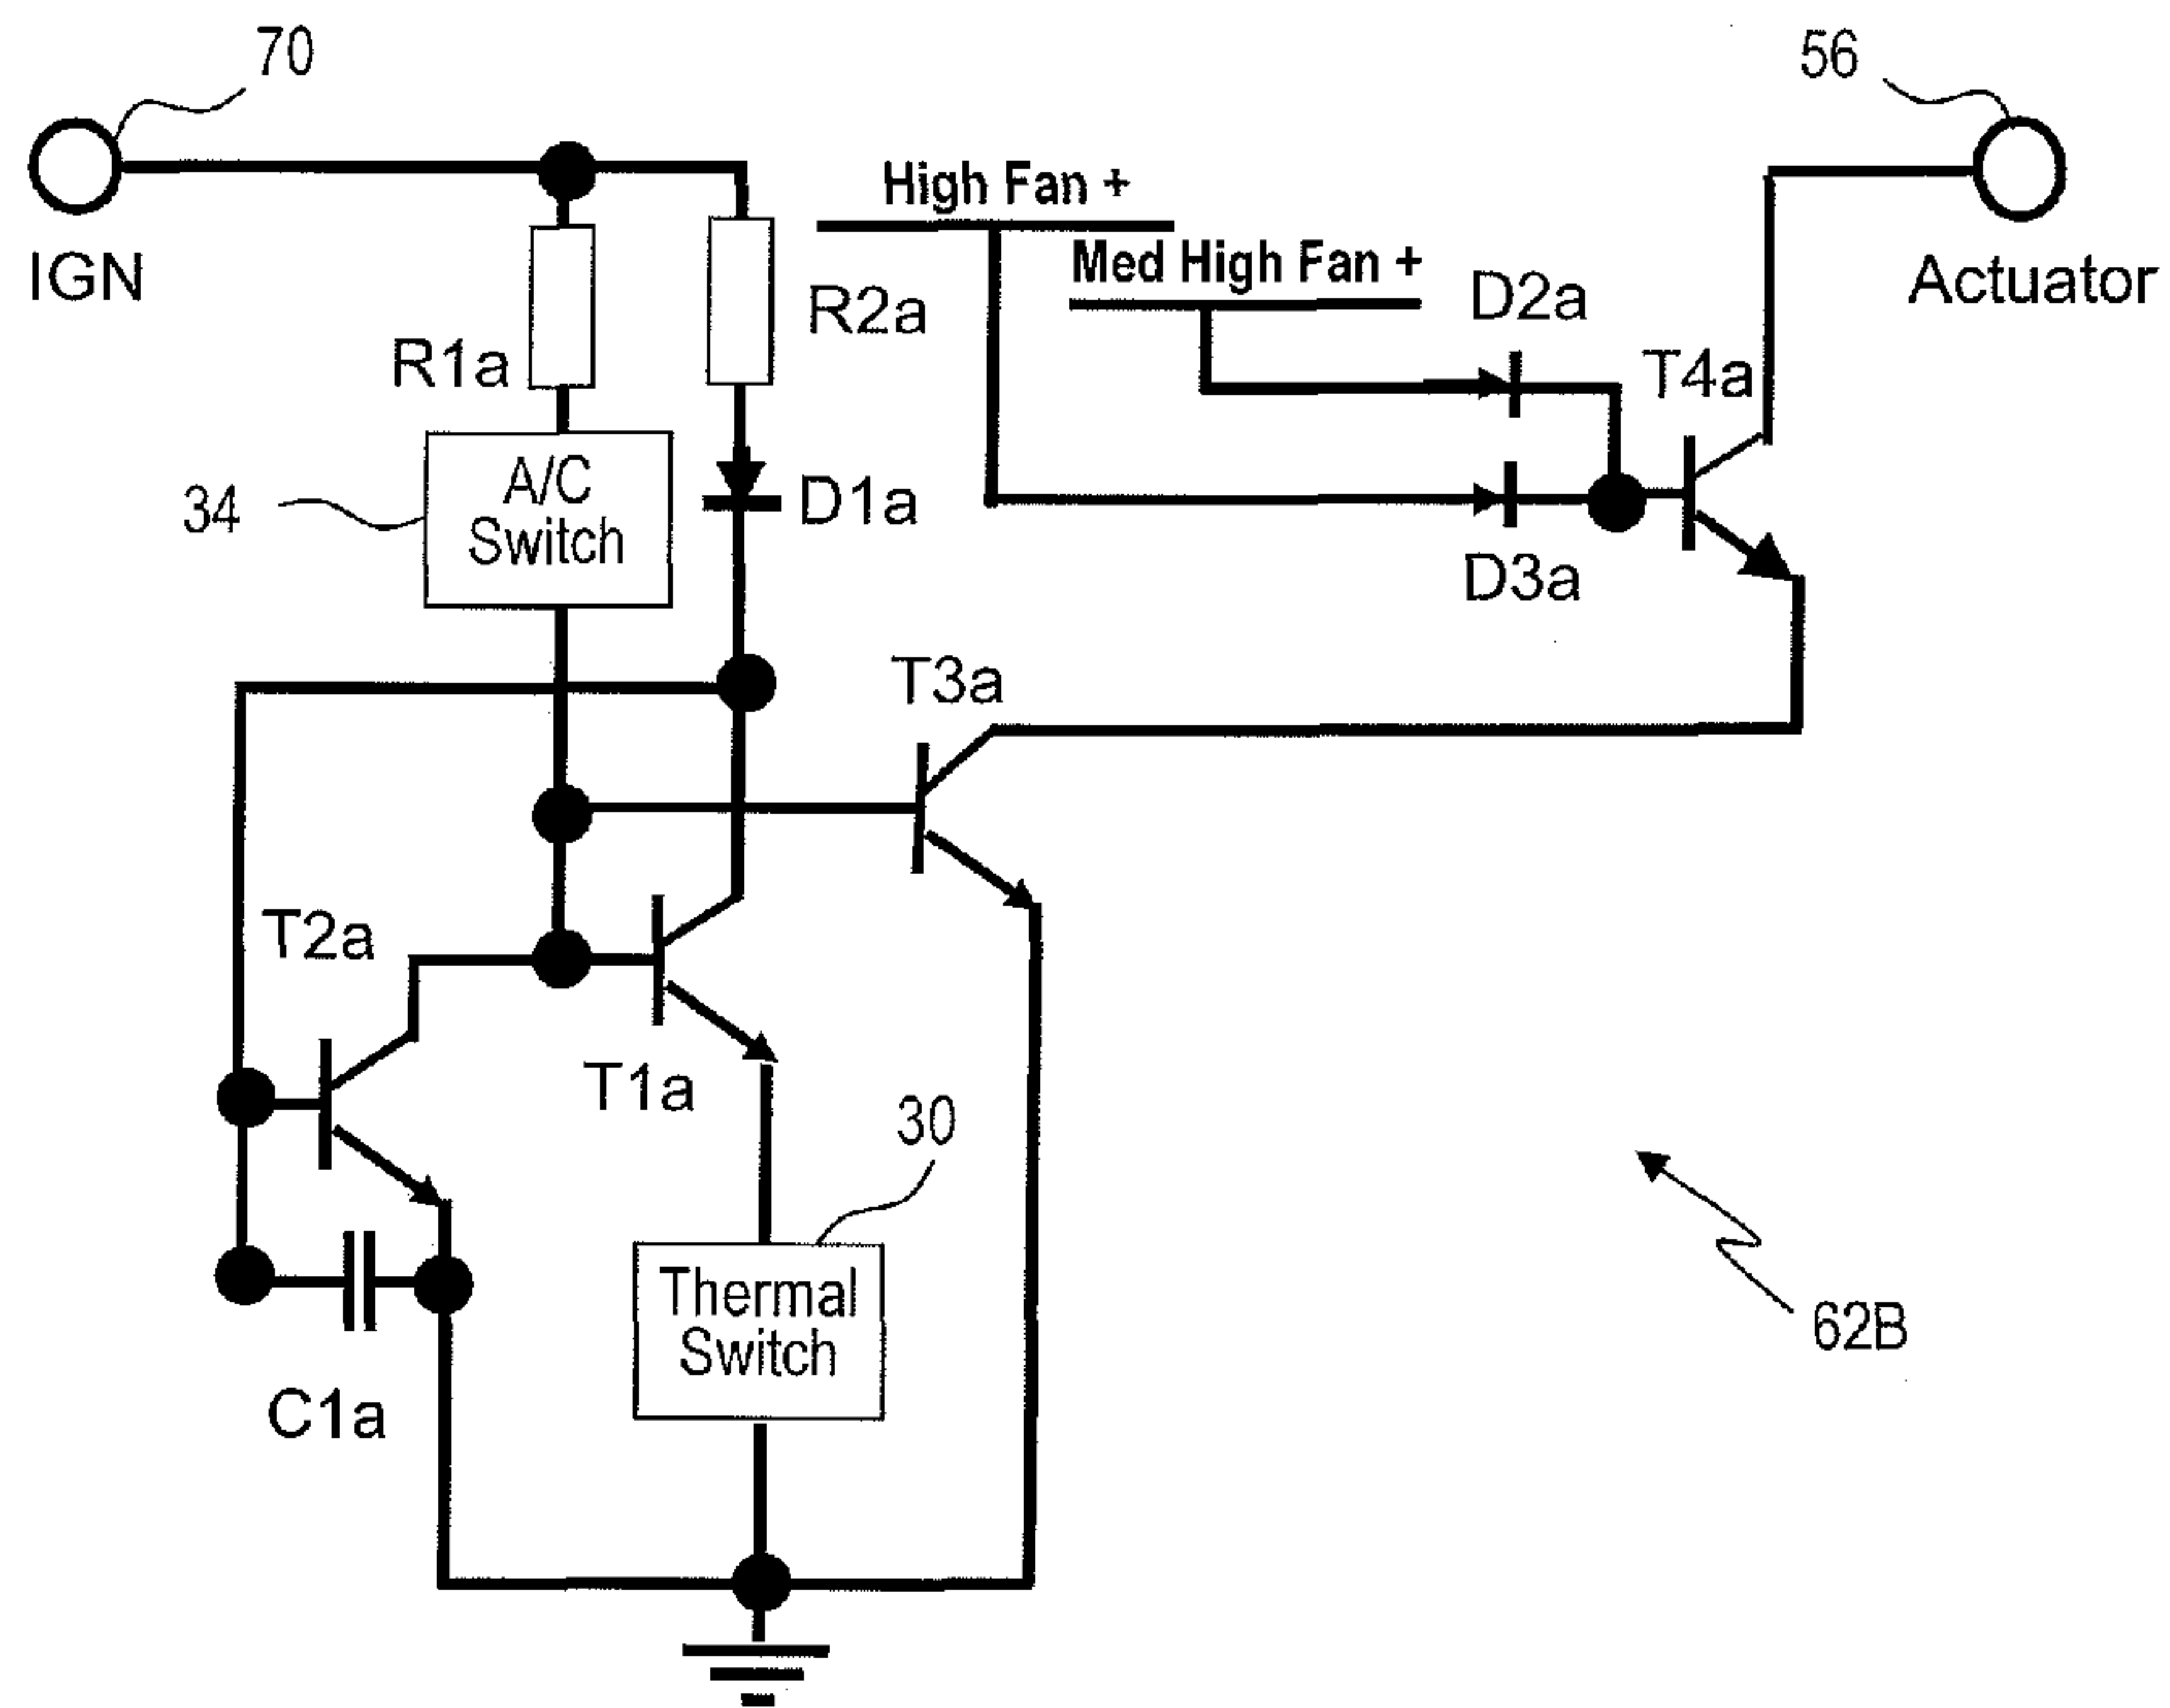 70
56
IGN
High Fan +
Med High Fan +
Actuator
R1a
R2a
D2a
T4a
34
A/C
Switch
D1a
D3a
T3a
T2a
T1a
30
Thermal
Switch
C1a
62B